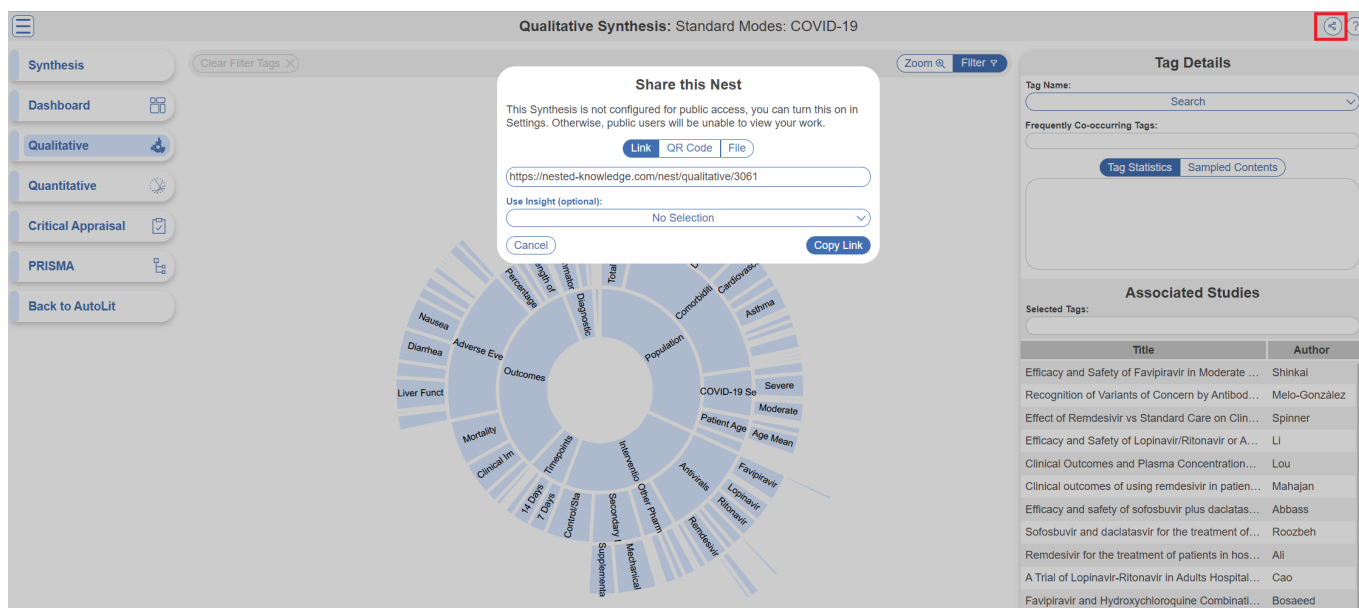 Qualitative Synthesis: Standard Modes: COVID-19
?
Synthesis
Dashboard
Qualitative
Quantitative
Critical Appraisal
PRISMA
Back to AutoLit
Clear Filter Tags X
Zoom
Filter
Share this Nest
This Synthesis is not configured for public access, you can turn this on in
Settings. Otherwise, public users will be unable to view your work.
Link QR Code File
https://nested-knowledge.com/nest/qualitative/3061
Use Insight (optional):
No Selection
Cancel
Copy Link
Percentage
Diagnostic
Comorbiditi
Cardiovasc
Asthma
Population
COVID-19 Se
Severe
Moderate
Patient Age
Age Mean
Nausea
Diarrhea
Adverse Eve
Outcomes
Liver Funct
Mortality
Clinical Im
Timepoints
14 Days
7 Days
Interventio
Control/Sta
Secondary t
Other Pharm
Antivirals
Favipiravir
Lopinavir
Ritonavir
Remdesivir
Mechanical
Supplementa
Tag Details
Tag Name:
Search
Frequently Co-occurring Tags:
Tag Statistics Sampled Contents
Associated Studies
Selected Tags:
Title Author
Efficacy and Safety of Favipiravir in Moderate ... Shinkai
Recognition of Variants of Concern by Antibod... Melo-González
Effect of Remdesivir vs Standard Care on Clin... Spinner
Efficacy and Safety of Lopinavir/Ritonavir or A... Li
Clinical Outcomes and Plasma Concentration... Lou
Clinical outcomes of using remdesivir in patien... Mahajan
Efficacy and safety of sofosbuvir plus daclatas... Abbass
Sofosbuvir and daclatasvir for the treatment of... Roozbeh
Remdesivir for the treatment of patients in hos... Ali
A Trial of Lopinavir-Ritonavir in Adults Hospital... Cao
Favipiravir and Hydroxychloroquine Combinati... Bosaeed